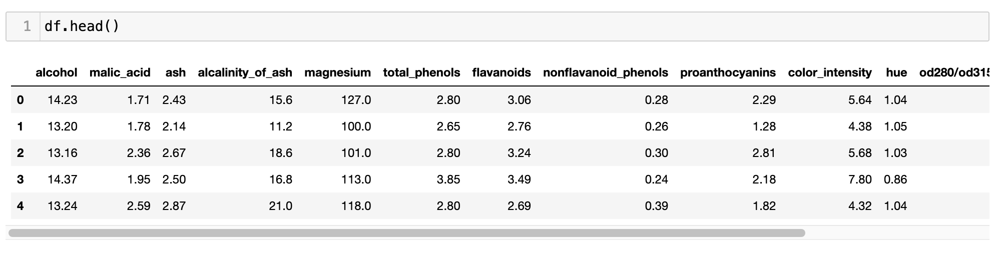 1 df.head()
alcohol malic_acid ash alcalinity_of_ash magnesium total_phenols flavanoids nonflavanoid_phenols proanthocyanins color_intensity hue od280/od315
0 14.23 1.71 2.43 15.6 127.0 2.80 3.06 0.28 2.29 5.64 1.04
1 13.20 1.78 2.14 11.2 100.0 2.65 2.76 0.26 1.28 4.38 1.05
2 13.16 2.36 2.67 18.6 101.0 2.80 3.24 0.30 2.81 5.68 1.03
3 14.37 1.95 2.50 16.8 113.0 3.85 3.49 0.24 2.18 7.80 0.86
4 13.24 2.59 2.87 21.0 118.0 2.80 2.69 0.39 1.82 4.32 1.04